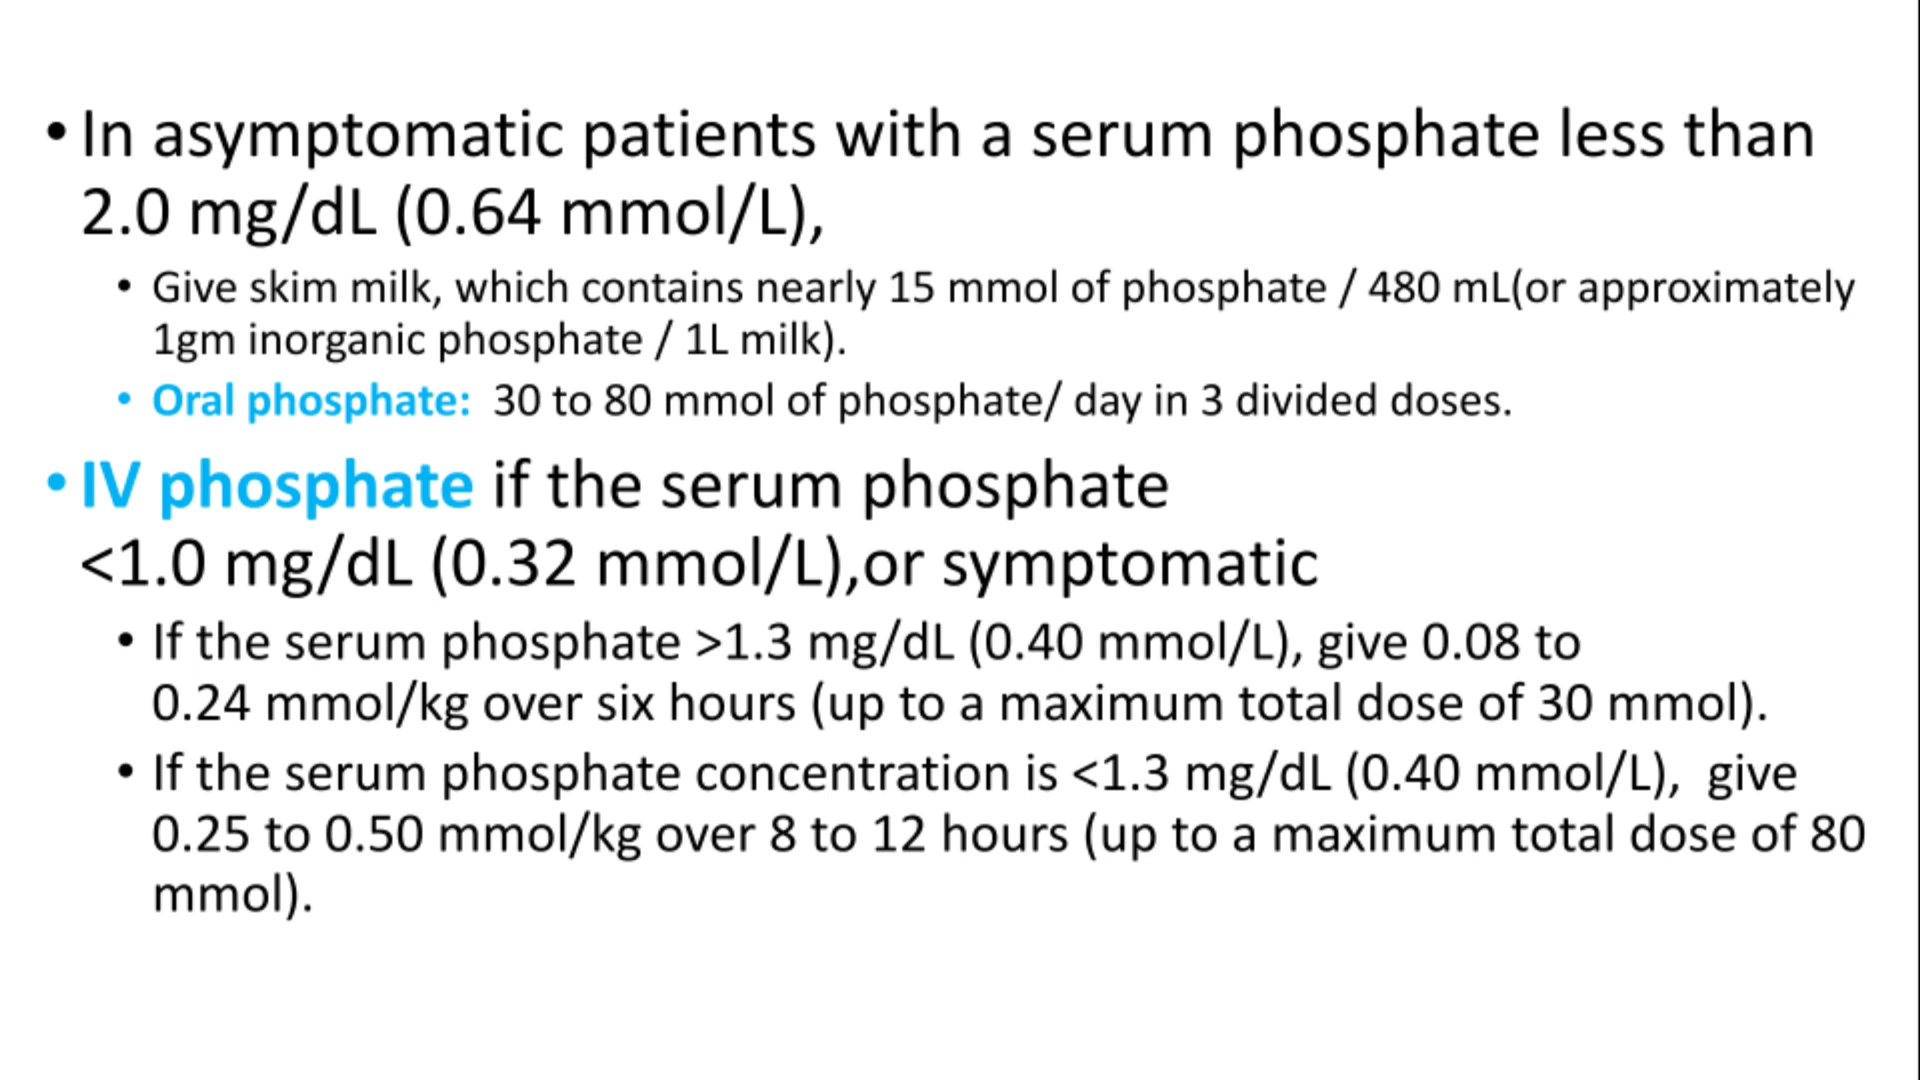 • In asymptomatic patients with a serum phosphate less than
2.0 mg/dL (0.64 mmol/L),
• Give skim milk, which contains nearly 15 mmol of phosphate / 480 mL(or approximately
1gm inorganic phosphate / 1L milk).
• Oral phosphate:  30 to 80 mmol of phosphate/ day in 3 divided doses.
• IV phosphate if the serum phosphate
<1.0 mg/dL (0.32 mmol/L),or symptomatic
• If the serum phosphate >1.3 mg/dL (0.40 mmol/L), give 0.08 to
0.24 mmol/kg over six hours (up to a maximum total dose of 30 mmol).
• If the serum phosphate concentration is <1.3 mg/dL (0.40 mmol/L),  give
0.25 to 0.50 mmol/kg over 8 to 12 hours (up to a maximum total dose of 80
mmol).